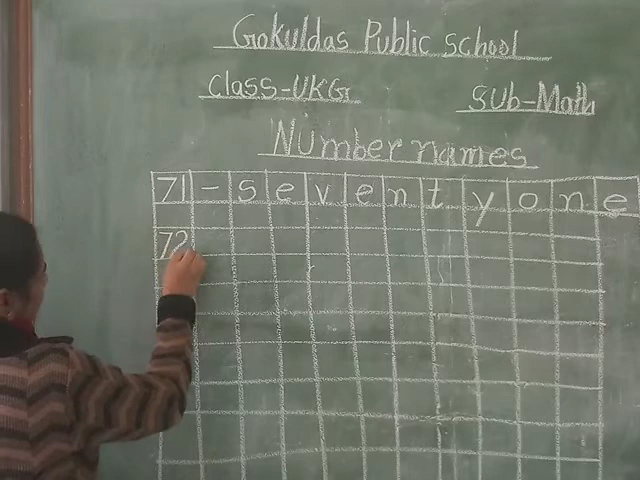 Gokuldas Public School
Class-UKG
SUb-Math
Number names
71-seventyone
72